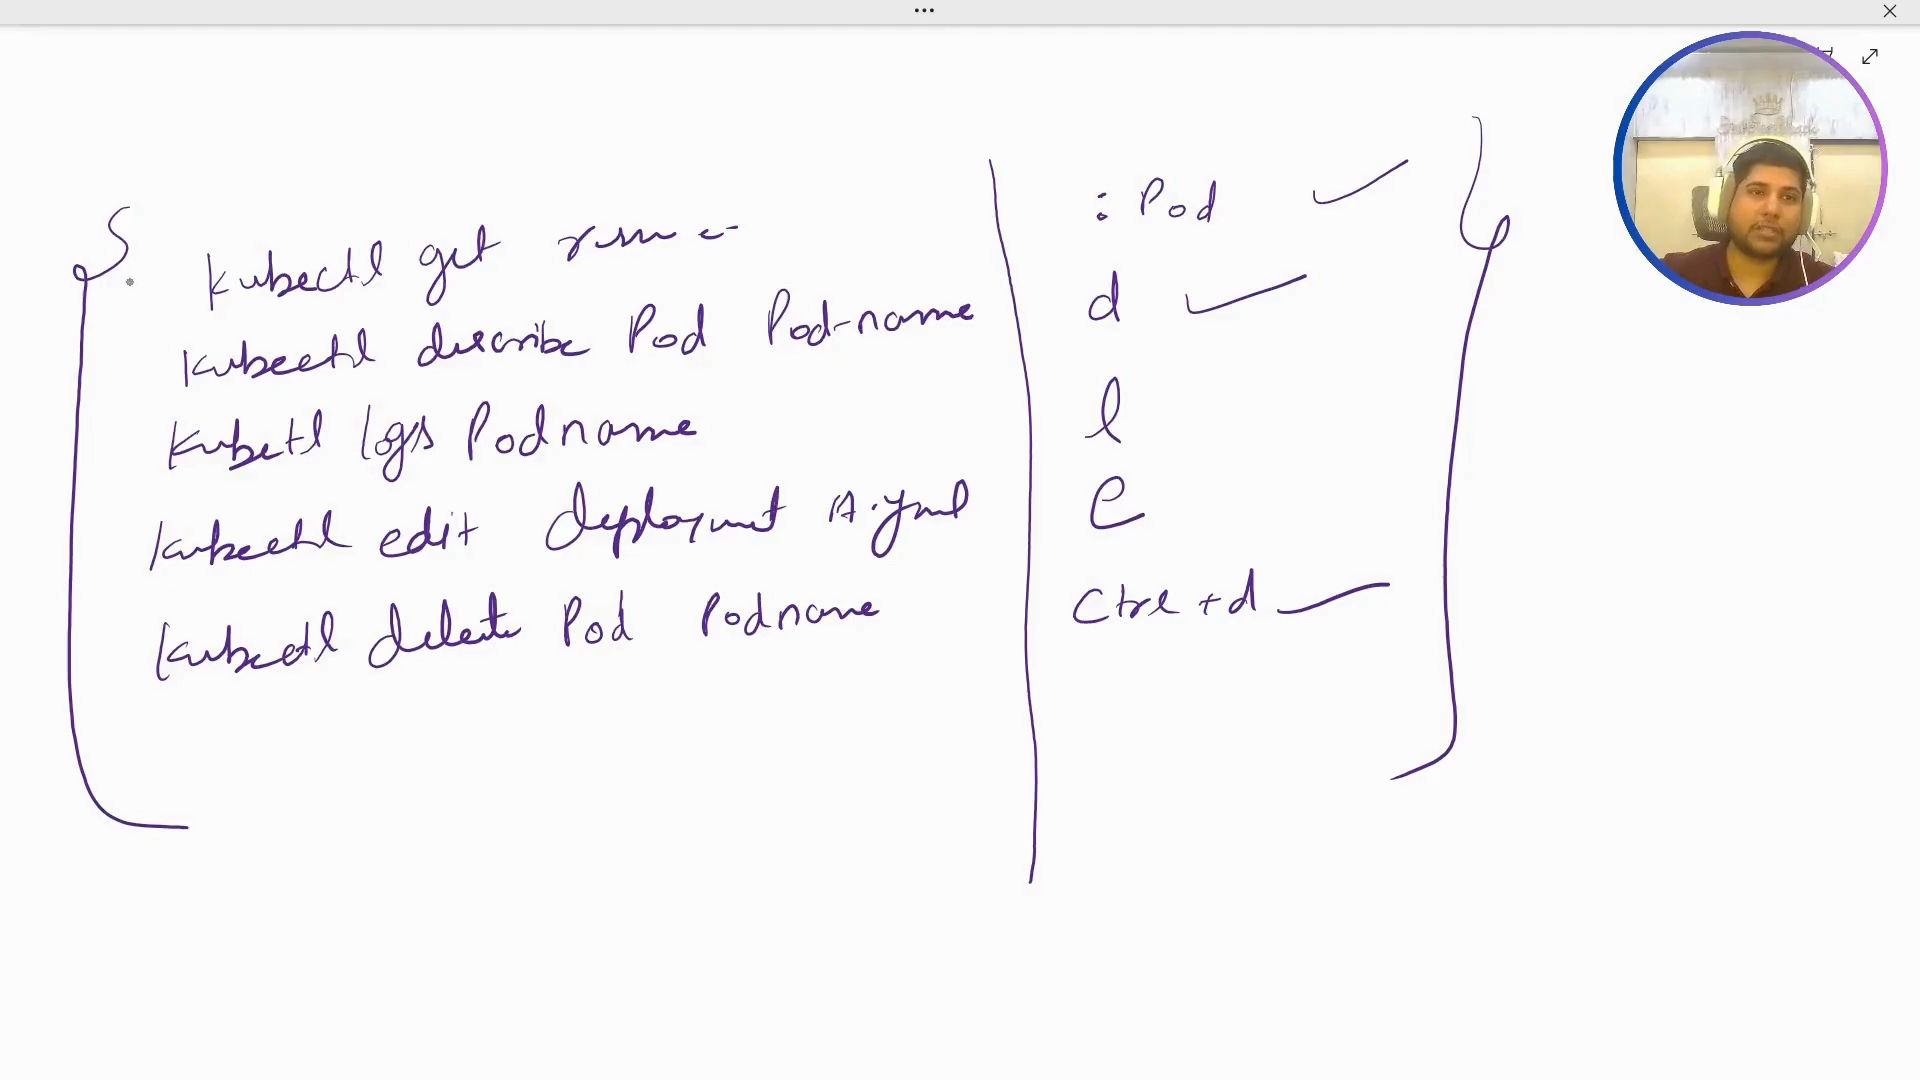 kubectl get
: Pod
kubectl describe Pod Pod-name
d
kubetl logs Podname
l
kubectl edit deployment A.yml
e
kubectl delete Pod Podname
Ctrl + d